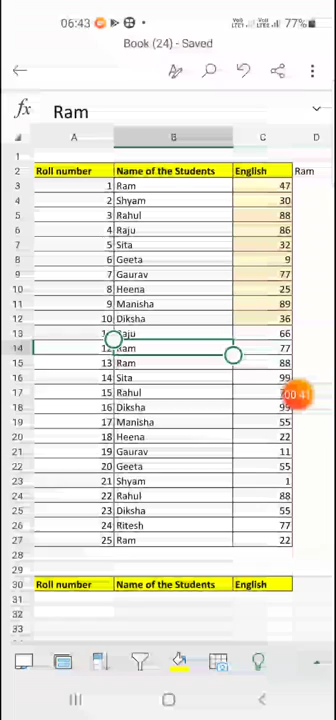 06:43 77%
Book (24) - Saved
fx Ram
A B C D
1
2 Roll number Name of the Students English Ram
3 1 Ram 47
4 2 Shyam 30
5 3 Rahul 88
6 4 Raju 86
7 5 Sita 32
8 6 Geeta 9
9 7 Gaurav 77
10 8 Heena 25
11 9 Manisha 89
12 10 Diksha 36
13 66
14 12 Ram 77
15 13 Ram 88
16 14 Sita 99
17 15 Rahul 00:41
18 16 Diksha 99
19 17 Manisha 55
20 18 Heena 22
21 19 Gaurav 11
22 20 Geeta 55
23 21 Shyam 1
24 22 Rahul 88
25 23 Diksha 55
26 24 Ritesh 77
27 25 Ram 22
28
29
30 Roll number Name of the Students English
31
32
33